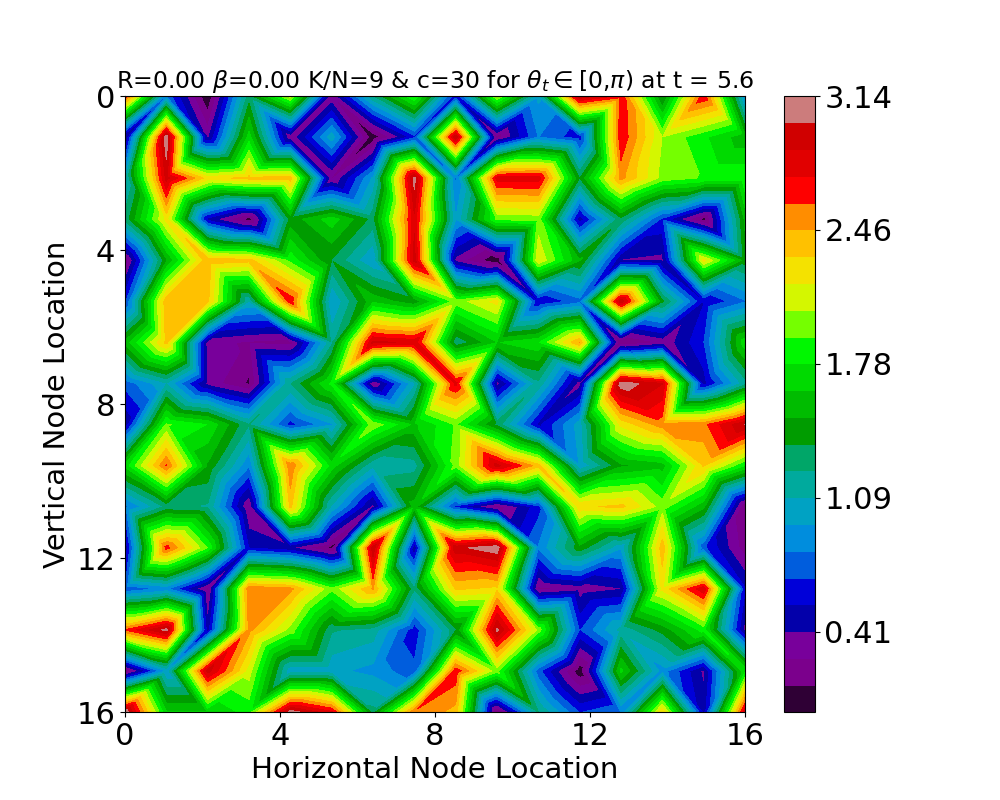 R=0.00 β=0.00 K/N=9 & c=30 for θₜ ∈ [0,π) at t = 5.6
0
4
8
12
16
Vertical Node Location
0 4 8 12 16
Horizontal Node Location
3.14
2.46
1.78
1.09
0.41